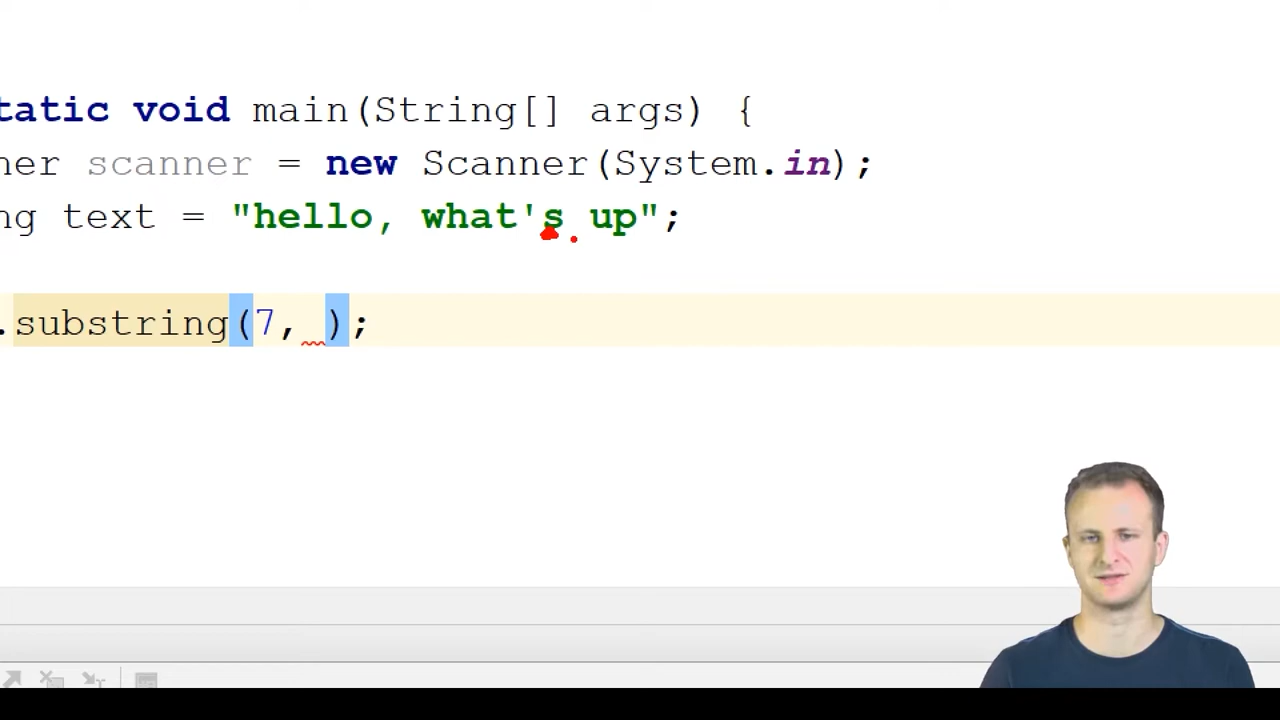 tatic void main(String[] args) {
ner scanner = new Scanner(System.in);
ng text = "hello, what's up";
.substring(7, );